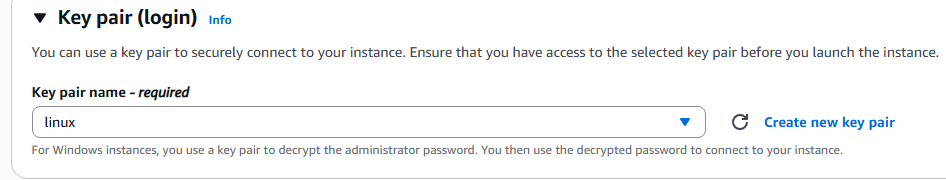 Key pair (login) Info
You can use a key pair to securely connect to your instance. Ensure that you have access to the selected key pair before you launch the instance.
Key pair name - required
linux
Create new key pair
For Windows instances, you use a key pair to decrypt the administrator password. You then use the decrypted password to connect to your instance.